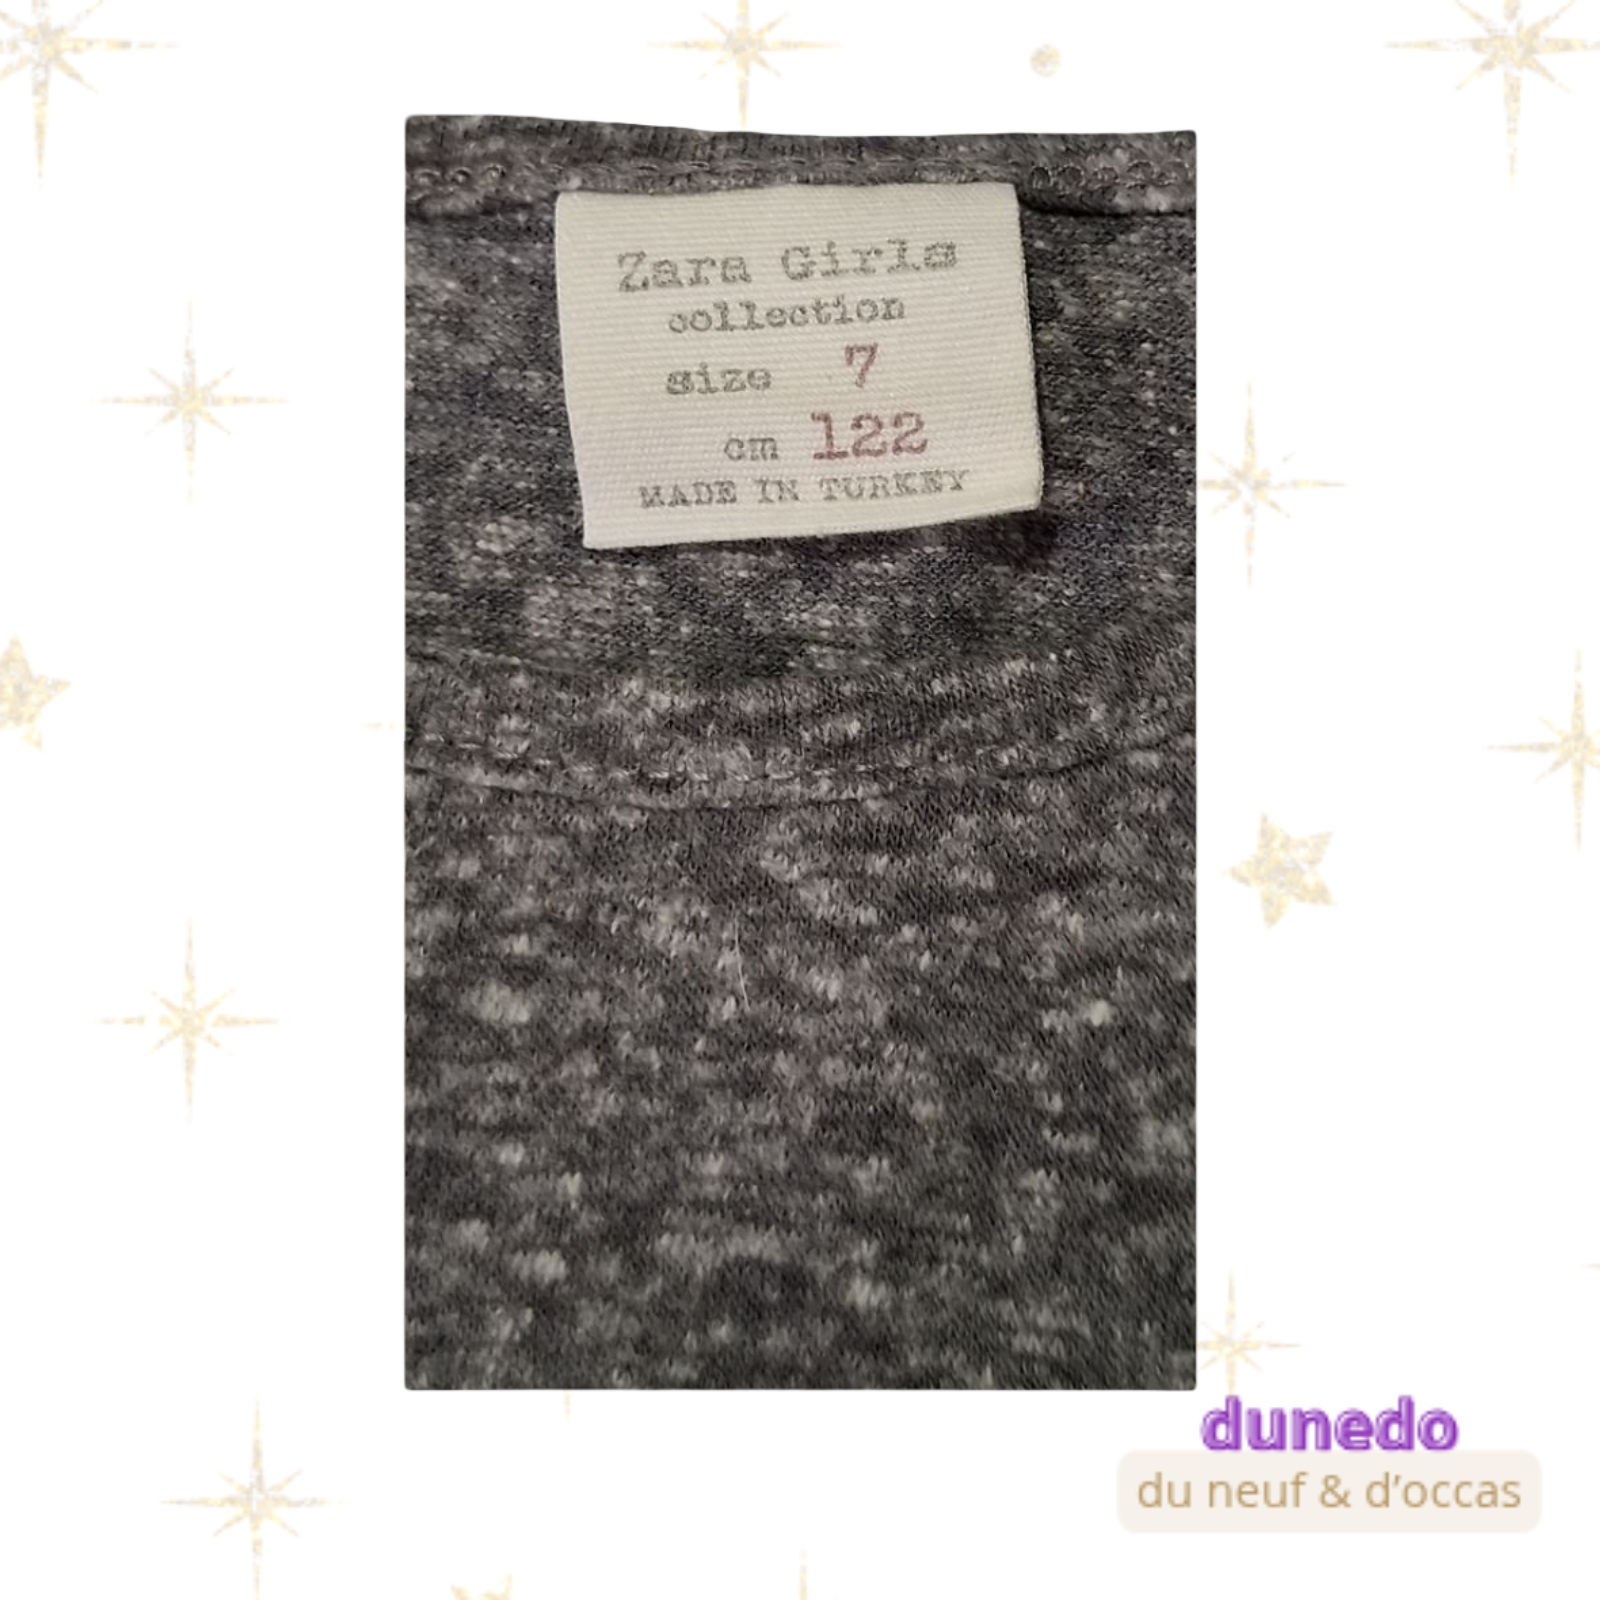 Zara Girls
collection
size 7
cm 122
MADE IN TURKEY
dunedo
du neuf & d’occas